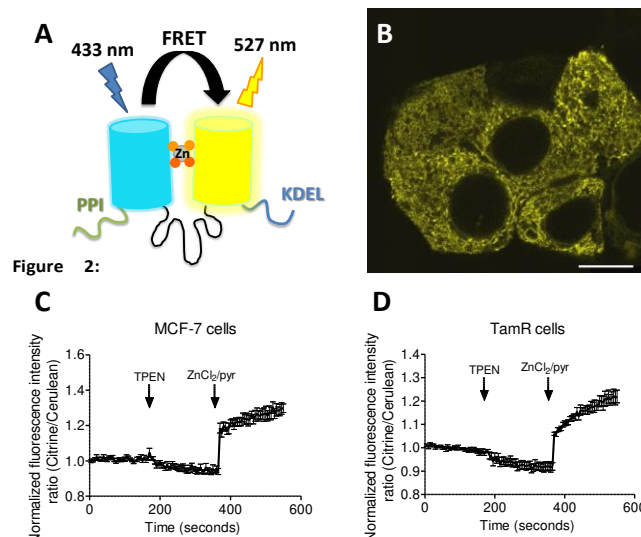 A
FRET
433 nm
527 nm
Zn
PPI
KDEL
B
Figure 2:
C
MCF-7 cells
Normalized fluorescence intensity
ratio (Citrine/Cerulean)
1.6
1.4
1.2
1.0
0.8
TPEN
ZnCl2/pyr
0
200
400
600
Time (seconds)
D
TamR cells
Normalized fluorescence intensity
ratio (Citrine/Cerulean)
1.4
1.3
1.2
1.1
1.0
0.9
0.8
TPEN
ZnCl2/pyr
0
200
400
600
Time (seconds)